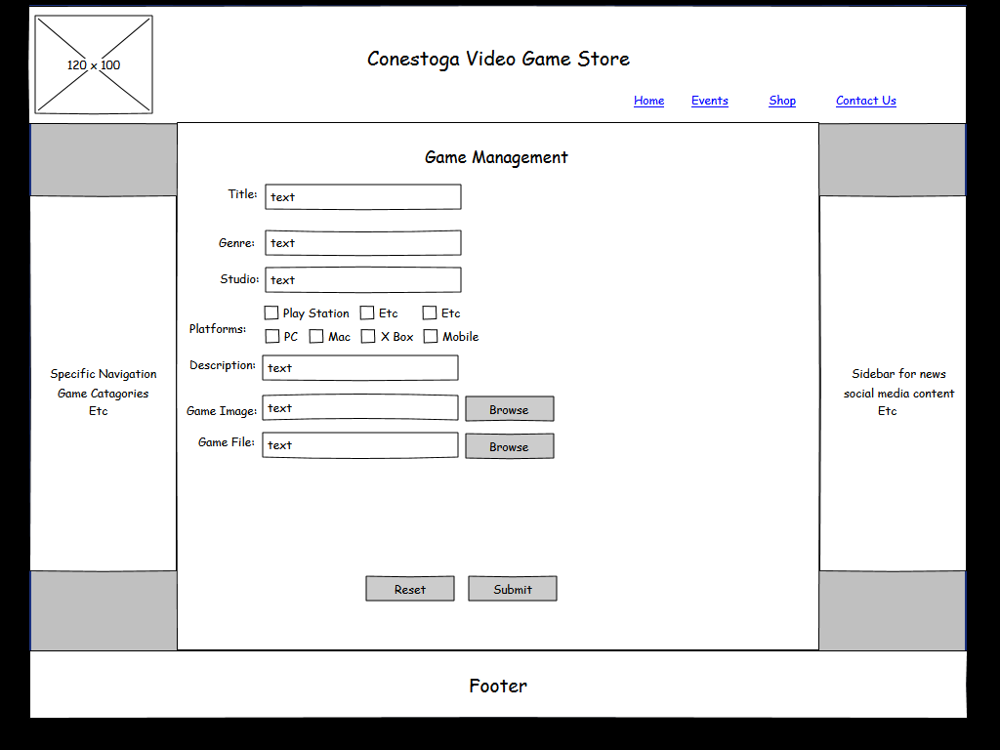 120 x 100
Conestoga Video Game Store
Home Events Shop Contact Us
Game Management
Title: text
Genre: text
Studio: text
Platforms:
Play Station Etc Etc
PC Mac X Box Mobile
Description: text
Game Image: text Browse
Game File: text Browse
Reset Submit
Specific Navigation
Game Catagories
Etc
Sidebar for news
social media content
Etc
Footer